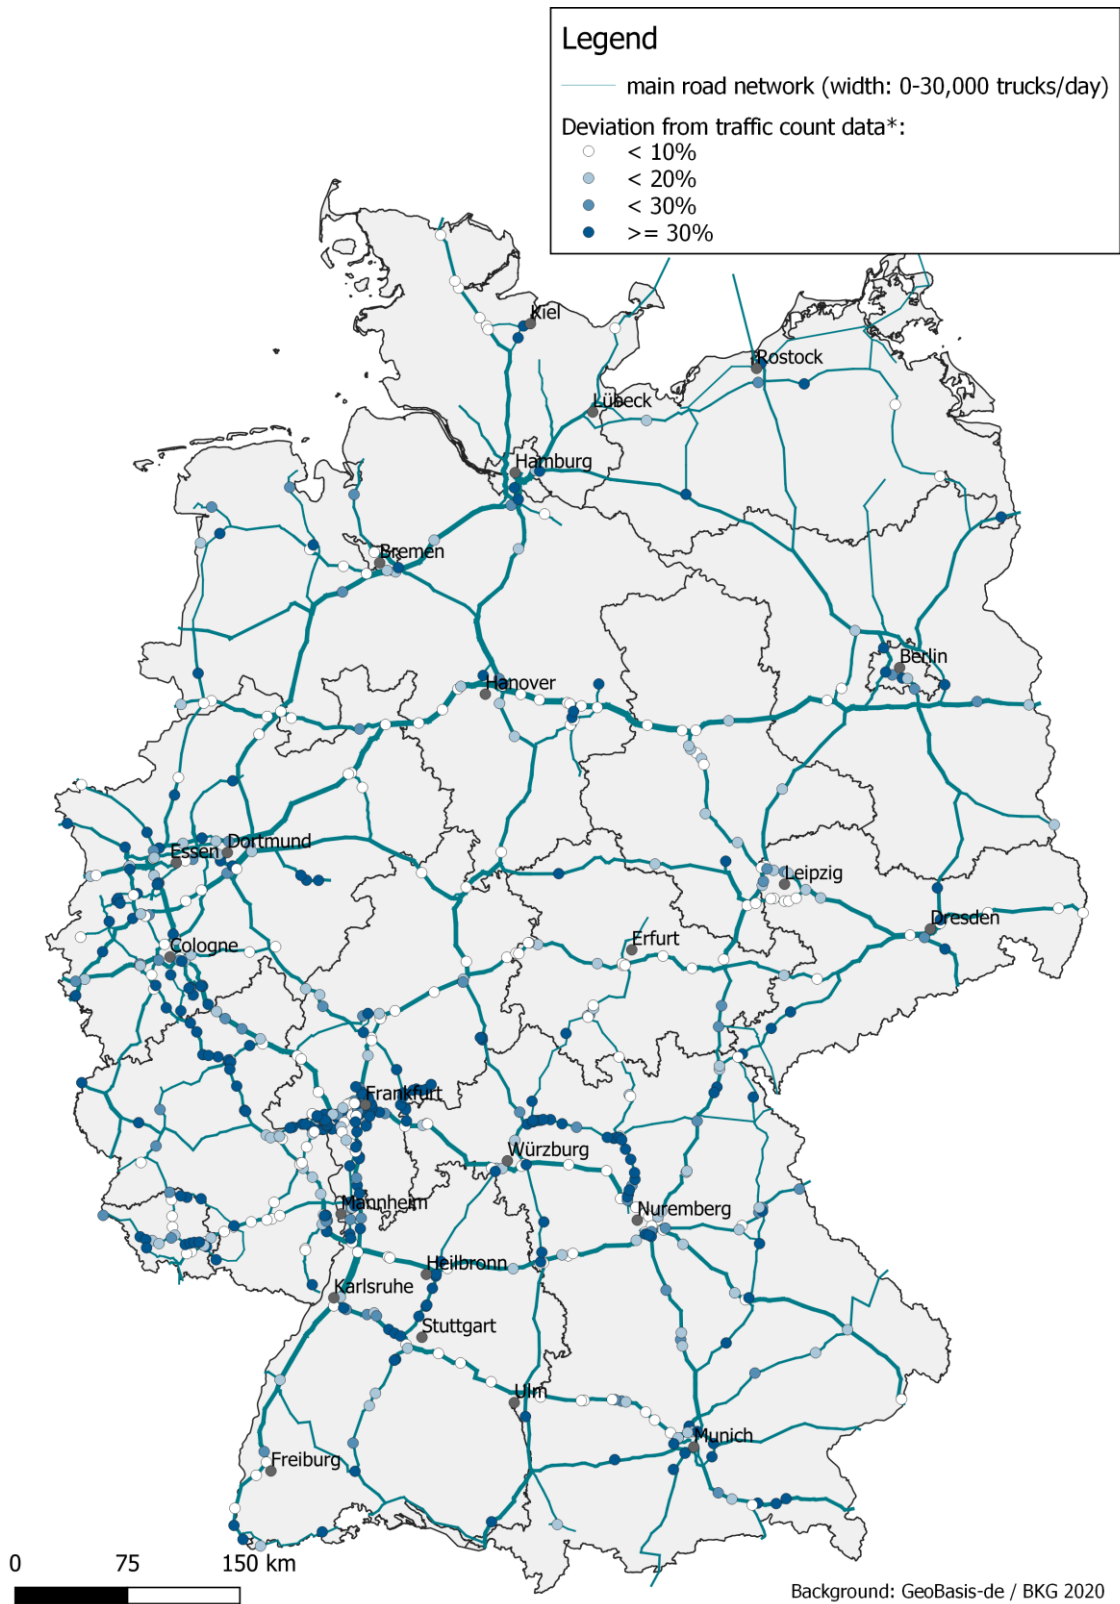 Legend
main road network (width: 0-30,000 trucks/day)
Deviation from traffic count data*:
< 10%
< 20%
< 30%
>= 30%
Kiel
Rostock
Lübeck
Hamburg
Bremen
Berlin
Hanover
Dortmund
Essen
Leipzig
Dresden
Cologne
Erfurt
Frankfurt
Würzburg
Mannheim
Nuremberg
Heilbronn
Karlsruhe
Stuttgart
Ulm
Munich
Freiburg
0 75 150 km
Background: GeoBasis-de / BKG 2020